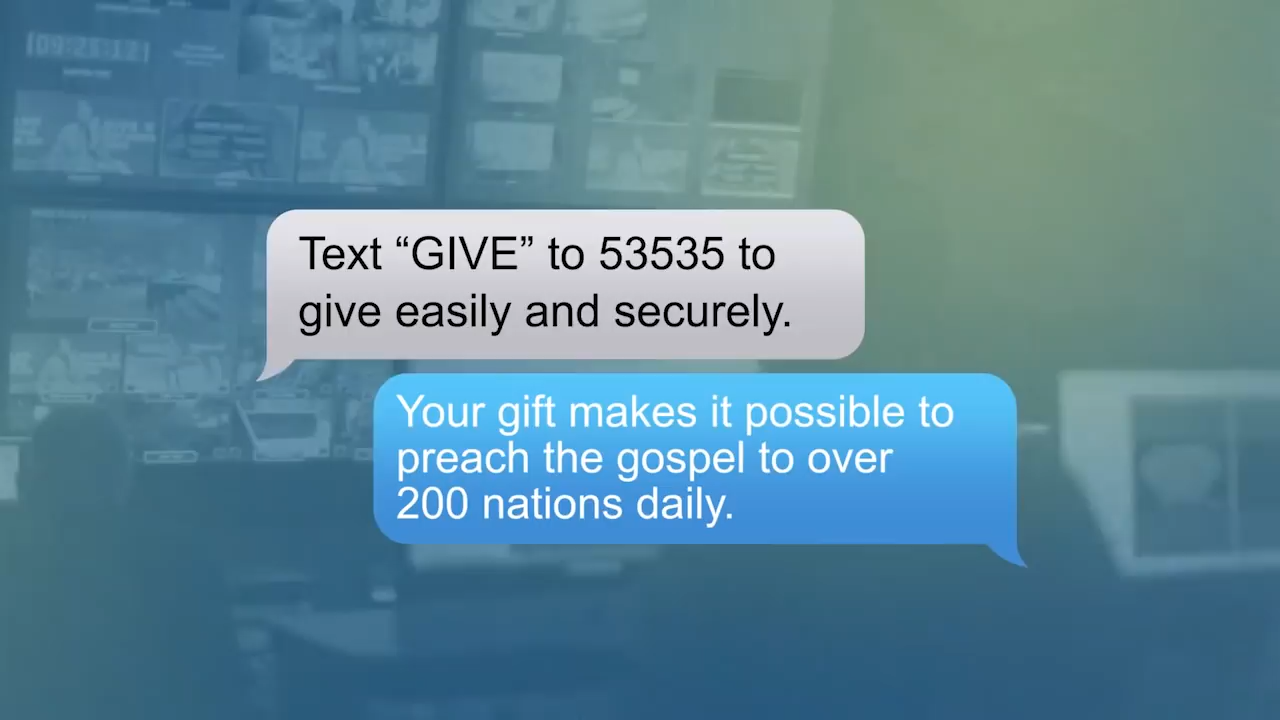 Text “GIVE” to 53535 to
give easily and securely.
Your gift makes it possible to
preach the gospel to over
200 nations daily.